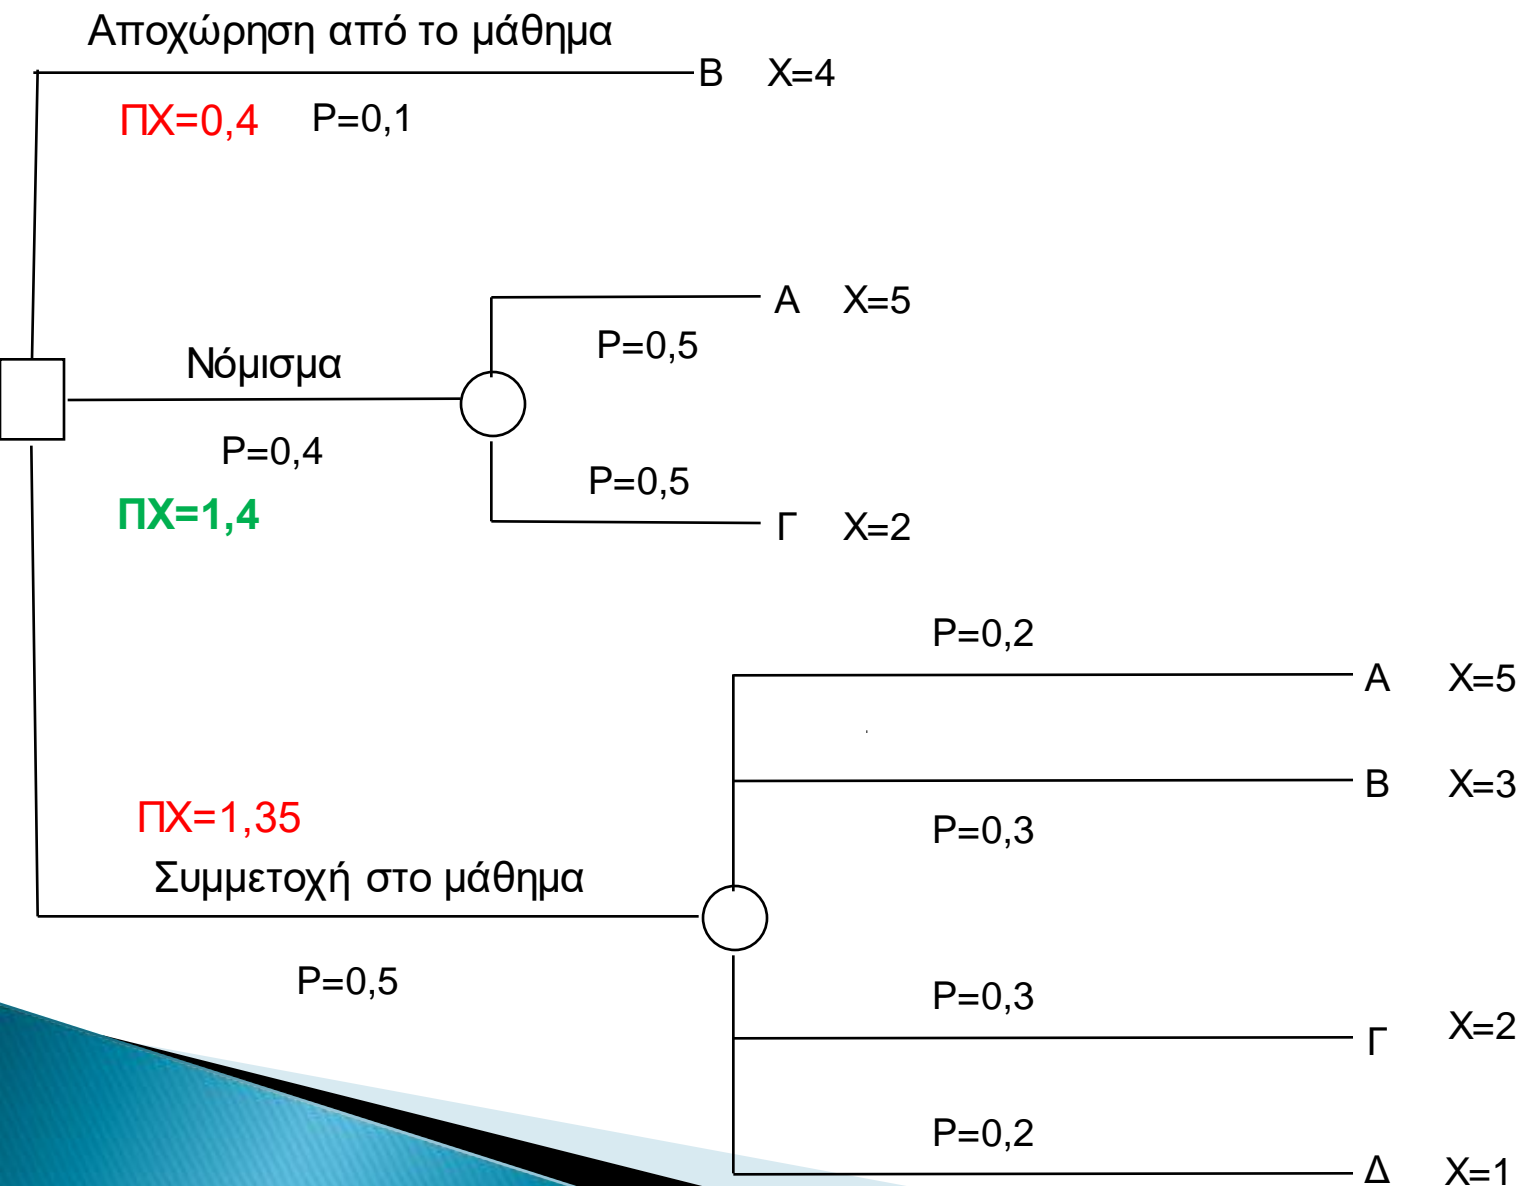 Αποχώρηση από το μάθημα
Β Χ=4
ΠΧ=0,4 Ρ=0,1
Α Χ=5
Ρ=0,5
Νόμισμα
Ρ=0,4
Ρ=0,5
ΠΧ=1,4
Γ Χ=2
Ρ=0,2
Α Χ=5
Β Χ=3
ΠΧ=1,35
Ρ=0,3
Συμμετοχή στο μάθημα
Ρ=0,5
Ρ=0,3
Γ Χ=2
Ρ=0,2
Δ Χ=1